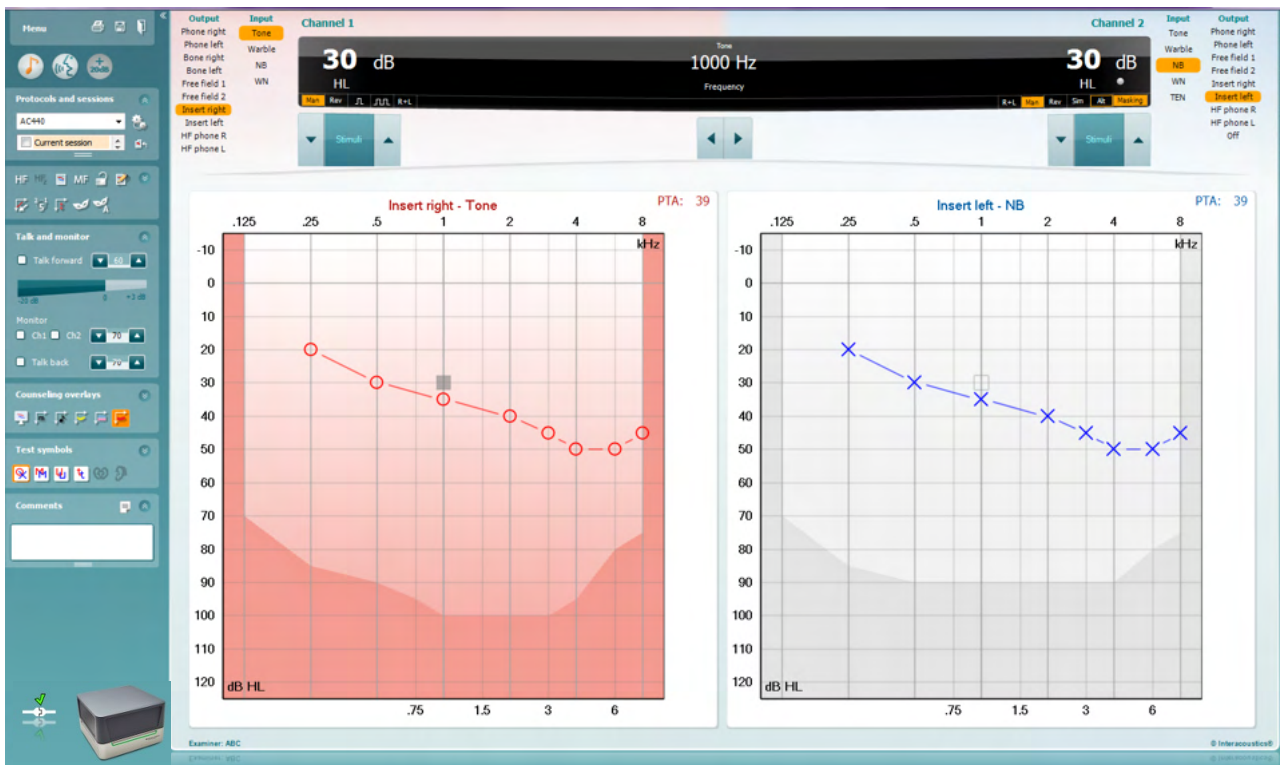 Menu
+ 20dB
Protocols and sessions
AC440
Current session
HF HF2 MF
Talk and monitor
Talk forward 60
-20 dB 0 +3 dB
Monitor
Ch1 Ch2 70
Talk back 70
Counseling overlays
Test symbols
Comments
Output
Phone right
Phone left
Bone right
Bone left
Free field 1
Free field 2
Insert right
Insert left
HF phone R
HF phone L
Input
Tone
Warble
NB
WN
Channel 1
30 dB
HL
Man Rev R+L
Tone
1000 Hz
Frequency
Channel 2
30 dB
HL
R+L Man Rev Sim Alt Masking
Stimuli
Stimuli
Input
Tone
Warble
NB
WN
TEN
Output
Phone right
Phone left
Free field 1
Free field 2
Insert right
Insert left
HF phone R
HF phone L
Off
Insert right - Tone
PTA: 39
.125 .25 .5 1 2 4 8
kHz
-10
0
10
20
30
40
50
60
70
80
90
100
110
120
dB HL
.75 1.5 3 6
Insert left - NB
PTA: 39
.125 .25 .5 1 2 4 8
kHz
-10
0
10
20
30
40
50
60
70
80
90
100
110
120
dB HL
.75 1.5 3 6
Examiner: ABC
© Interacoustics®